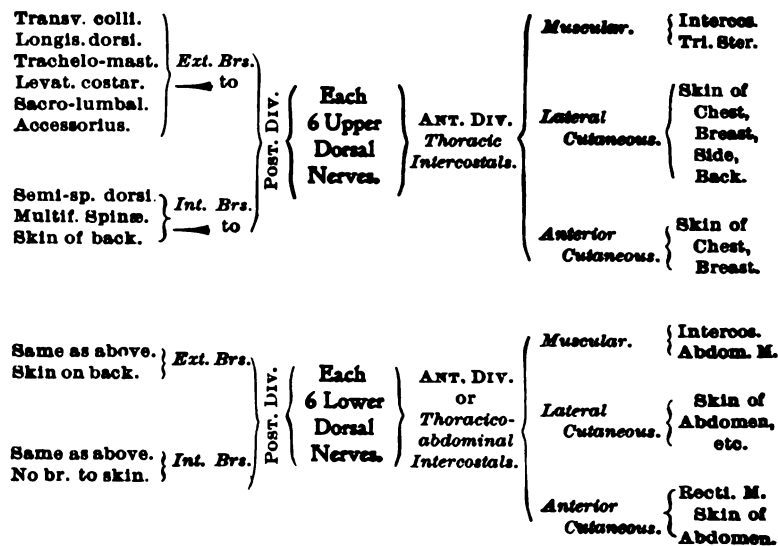 Transv. colli.
Longis. dorsi.
Trachelo-mast.
Levat. costar.
Sacro-lumbal.
Accessorius.
Ext. Brs.
to
Semi-sp. dorsi.
Multif. Spinæ.
Skin of back.
Int. Brs.
to
POST. DIV.
Each
6 Upper
Dorsal
Nerves.
ANT. DIV.
Thoracic
Intercostals.
Muscular.
Intercos.
Tri. Ster.
Lateral
Cutaneous.
Skin of
Chest,
Breast,
Side,
Back.
Anterior
Cutaneous.
Skin of
Chest,
Breast.
Same as above.
Skin on back.
Ext. Brs.
Same as above.
No br. to skin.
Int. Brs.
POST. DIV.
Each
6 Lower
Dorsal
Nerves.
ANT. DIV.
or
Thoracico-
abdominal
Intercostals.
Muscular.
Intercos.
Abdom. M.
Lateral
Cutaneous.
Skin of
Abdomen,
etc.
Anterior
Cutaneous.
Recti. M.
Skin of
Abdomen.